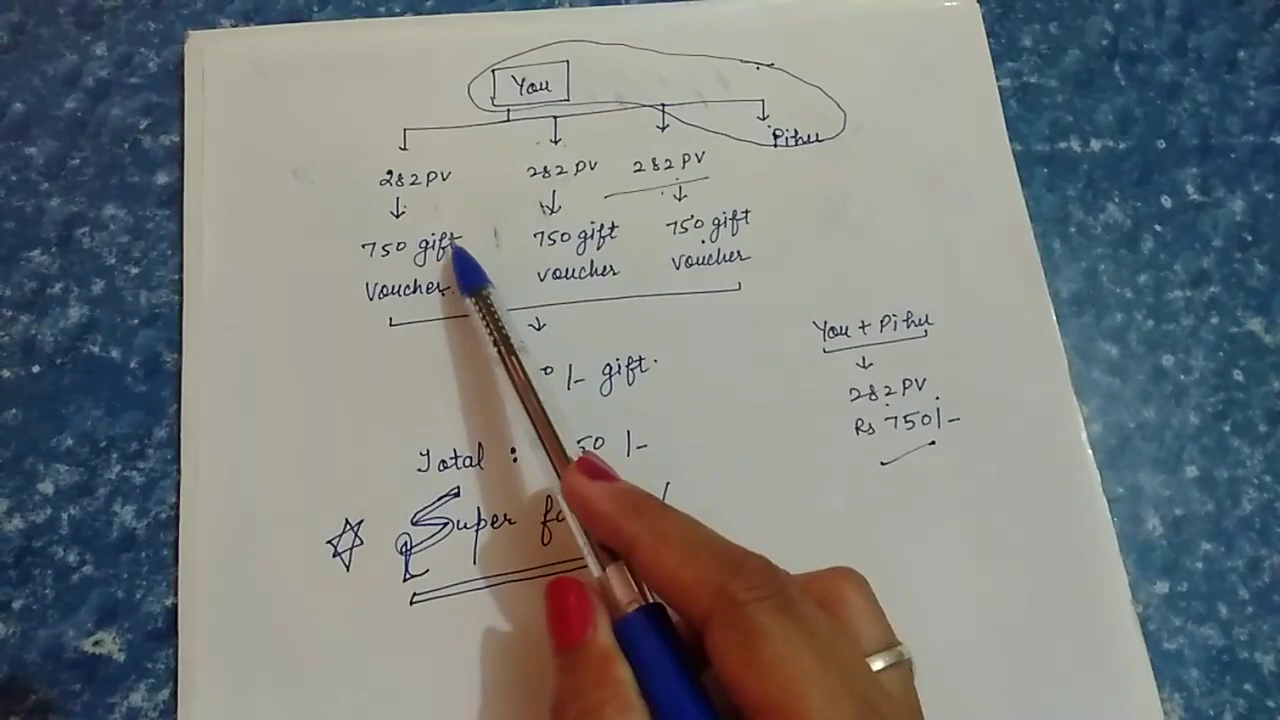 You
Pihu
282 PV 282 PV 282 PV
750 gift 750 gift 750 gift
Voucher voucher voucher
You + Pihu
/- gift.
282 PV
Rs 750/-
Total : 50 /-
Super